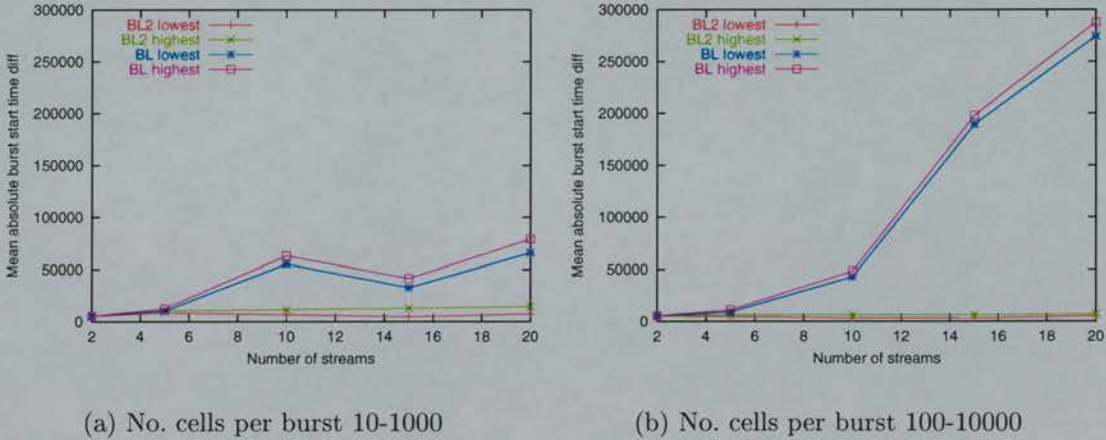 Mean absolute burst start time diff
300000
250000
200000
150000
100000
50000
0
BL2 lowest
BL2 highest
BL lowest
BL highest
2 4 6 8 10 12 14 16 18 20
Number of streams
(a) No. cells per burst 10-1000
Mean absolute burst start time diff
300000
250000
200000
150000
100000
50000
0
BL2 lowest
BL2 highest
BL lowest
BL highest
2 4 6 8 10 12 14 16 18 20
Number of streams
(b) No. cells per burst 100-10000